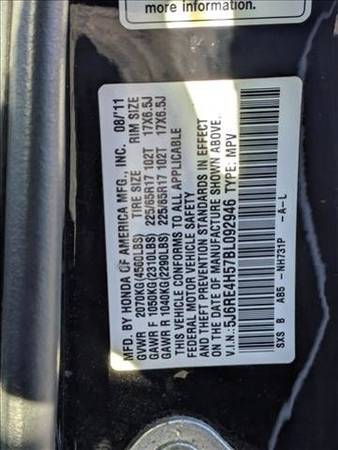 more information.
MFD. BY HONDA OF AMERICA MFG., INC. 08/'11
GVWR 2070KG(4560LBS) TIRE SIZE RIM SIZE
GAWR F 1050KG(2310LBS) 225/65R17 102T 17X6.5J
GAWR R 1040KG(2290LBS) 225/65R17 102T 17X6.5J
THIS VEHICLE CONFORMS TO ALL APPLICABLE
FEDERAL MOTOR VEHICLE SAFETY
AND THEFT PREVENTION STANDARDS IN EFFECT
ON THE DATE OF MANUFACTURE SHOWN ABOVE.
V.I.N.:5J6RE4H57BL092946 TYPE: MPV
SXS B AB5 -NH731P -A-L